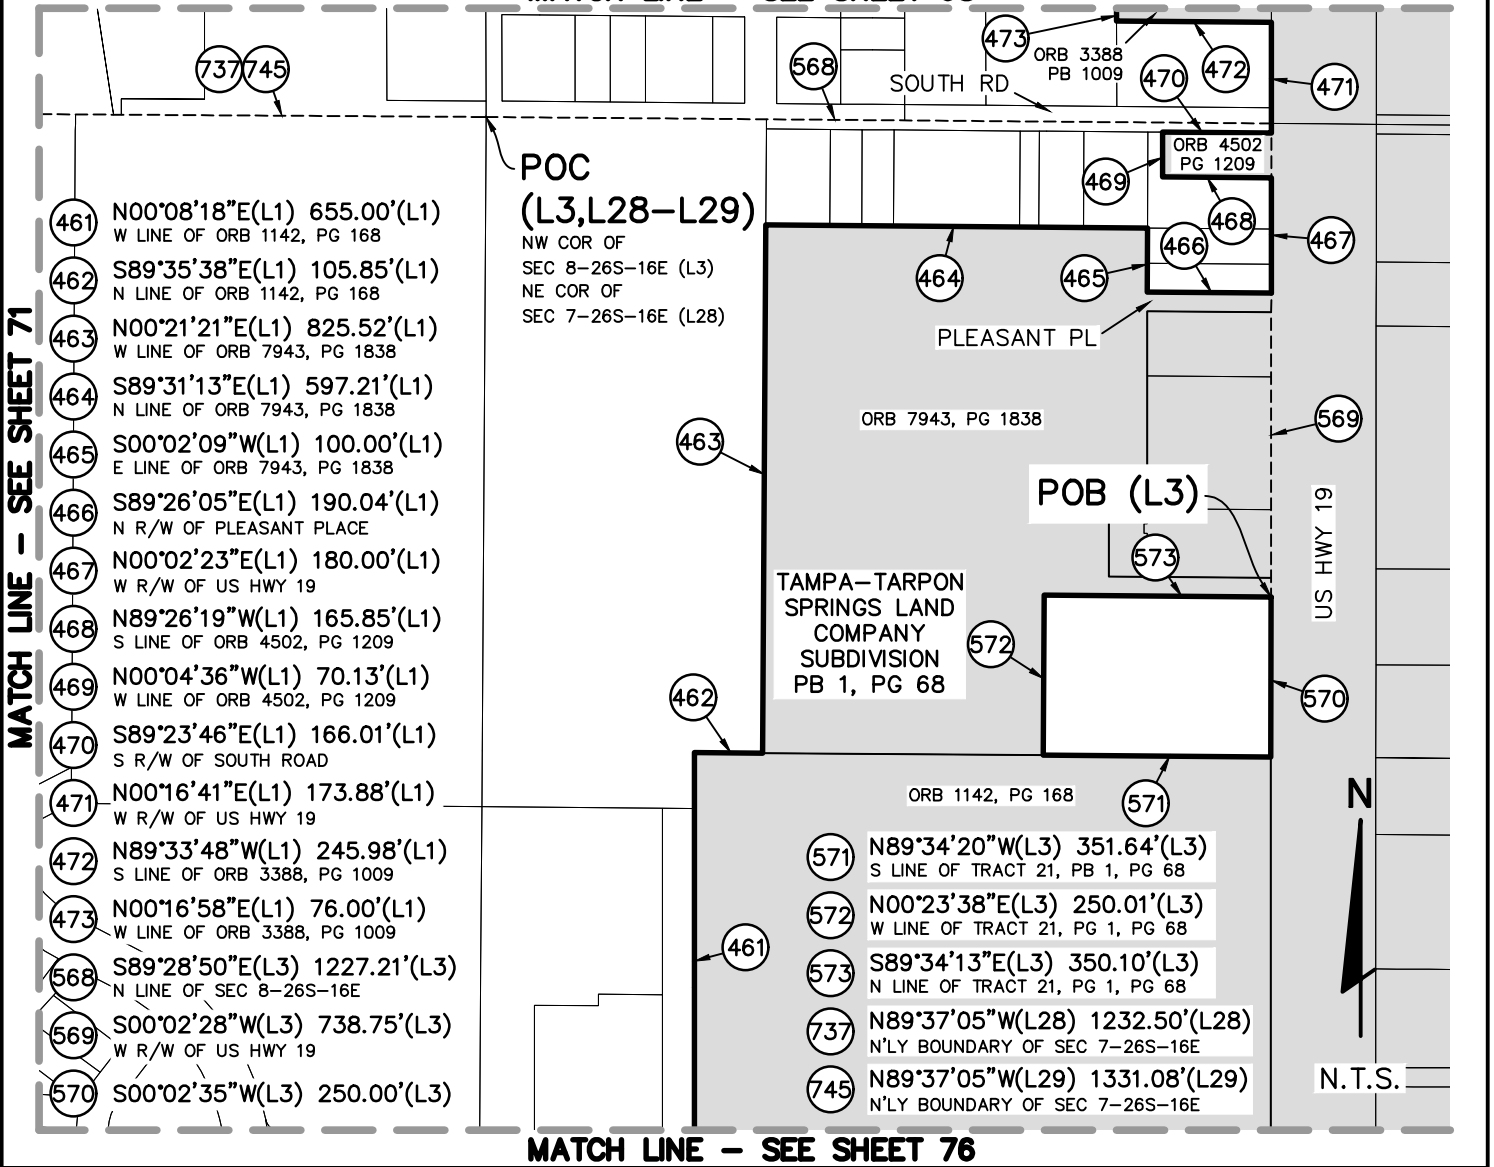 737 745
568
473
ORB 3388
PB 1009
470
472
471
SOUTH RD
POC
(L3,L28-L29)
NW COR OF
SEC 8-26S-16E (L3)
NE COR OF
SEC 7-26S-16E (L28)
ORB 4502
PG 1209
469
468
466
467
464
465
PLEASANT PL
ORB 7943, PG 1838
463
569
POB (L3)
US HWY 19
573
TAMPA-TARPON
SPRINGS LAND
COMPANY
SUBDIVISION
PB 1, PG 68
572
462
570
ORB 1142, PG 168
571
461
N
N.T.S.
MATCH LINE - SEE SHEET 71
461 N00°08'18"E(L1) 655.00'(L1)
W LINE OF ORB 1142, PG 168
462 S89°35'38"E(L1) 105.85'(L1)
N LINE OF ORB 1142, PG 168
463 N00°21'21"E(L1) 825.52'(L1)
W LINE OF ORB 7943, PG 1838
464 S89°31'13"E(L1) 597.21'(L1)
N LINE OF ORB 7943, PG 1838
465 S00°02'09"W(L1) 100.00'(L1)
E LINE OF ORB 7943, PG 1838
466 S89°26'05"E(L1) 190.04'(L1)
N R/W OF PLEASANT PLACE
467 N00°02'23"E(L1) 180.00'(L1)
W R/W OF US HWY 19
468 N89°26'19"W(L1) 165.85'(L1)
S LINE OF ORB 4502, PG 1209
469 N00°04'36"W(L1) 70.13'(L1)
W LINE OF ORB 4502, PG 1209
470 S89°23'46"E(L1) 166.01'(L1)
S R/W OF SOUTH ROAD
471 N00°16'41"E(L1) 173.88'(L1)
W R/W OF US HWY 19
472 N89°33'48"W(L1) 245.98'(L1)
S LINE OF ORB 3388, PG 1009
473 N00°16'58"E(L1) 76.00'(L1)
W LINE OF ORB 3388, PG 1009
568 S89°28'50"E(L3) 1227.21'(L3)
N LINE OF SEC 8-26S-16E
569 S00°02'28"W(L3) 738.75'(L3)
W R/W OF US HWY 19
570 S00°02'35"W(L3) 250.00'(L3)
571 N89°34'20"W(L3) 351.64'(L3)
S LINE OF TRACT 21, PB 1, PG 68
572 N00°23'38"E(L3) 250.01'(L3)
W LINE OF TRACT 21, PG 1, PG 68
573 S89°34'13"E(L3) 350.10'(L3)
N LINE OF TRACT 21, PG 1, PG 68
737 N89°37'05"W(L28) 1232.50'(L28)
N'LY BOUNDARY OF SEC 7-26S-16E
745 N89°37'05"W(L29) 1331.08'(L29)
N'LY BOUNDARY OF SEC 7-26S-16E
MATCH LINE - SEE SHEET 76